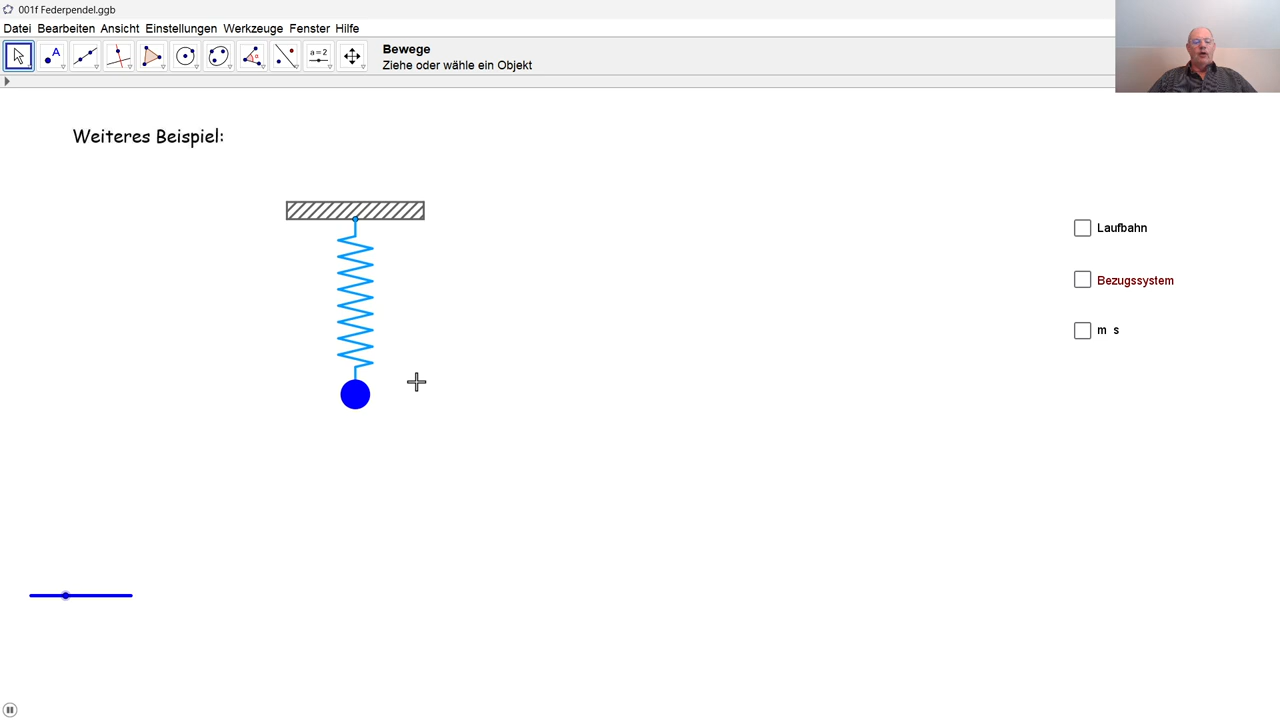 001f Federpendel.ggb
Datei Bearbeiten Ansicht Einstellungen Werkzeuge Fenster Hilfe
A
a=2
Bewege
Ziehe oder wähle ein Objekt
Weiteres Beispiel:
Laufbahn
Bezugssystem
m s